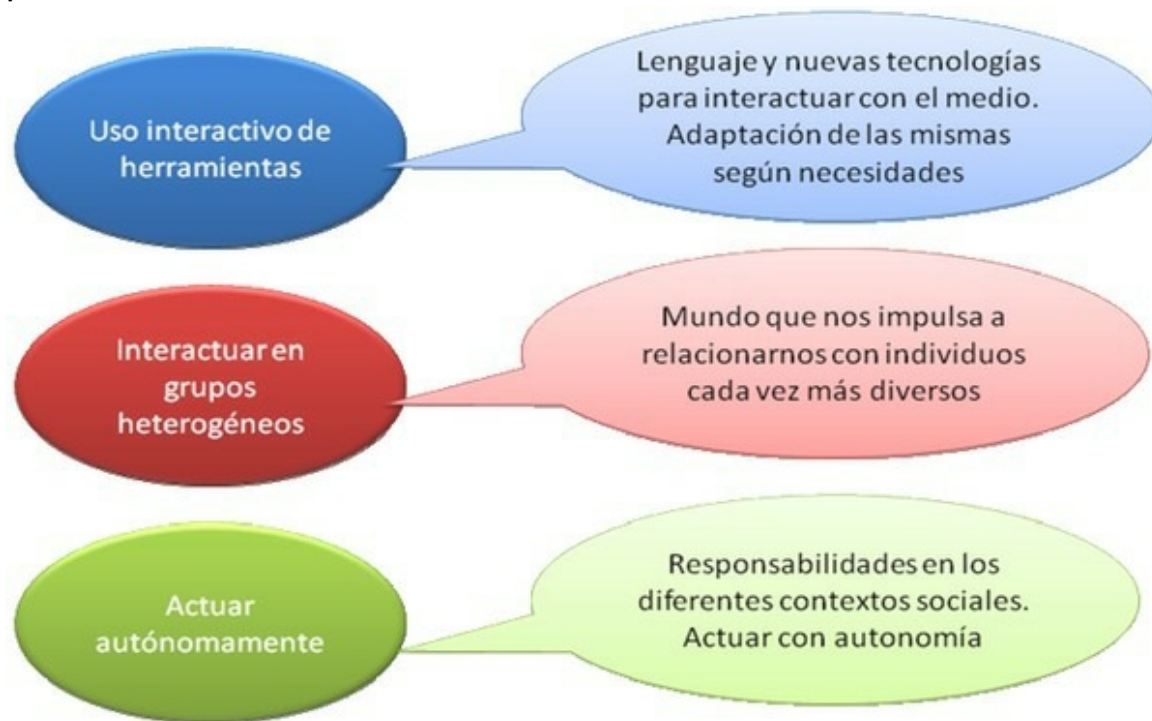 Uso interactivo de
herramientas
Lenguaje y nuevas tecnologías
para interactuar con el medio.
Adaptación de las mismas
según necesidades
Interactuar en
grupos
heterogéneos
Mundo que nos impulsa a
relacionarnos con individuos
cada vez más diversos
Actuar
autónomamente
Responsabilidades en los
diferentes contextos sociales.
Actuar con autonomía